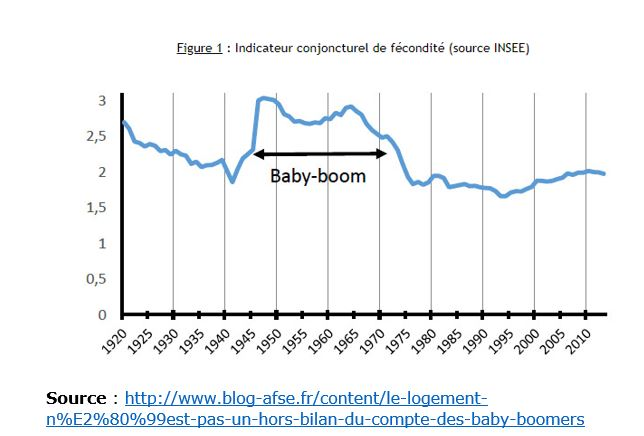 Figure 1 : Indicateur conjoncturel de fécondité (source INSEE)
3
2,5
2
1,5
1
0,5
0
Baby-boom
1920 1925 1930 1935 1940 1945 1950 1955 1960 1965 1970 1975 1980 1985 1990 1995 2000 2005 2010
Source : http://www.blog-afse.fr/content/le-logement-
n%E2%80%99est-pas-un-hors-bilan-du-compte-des-baby-boomers